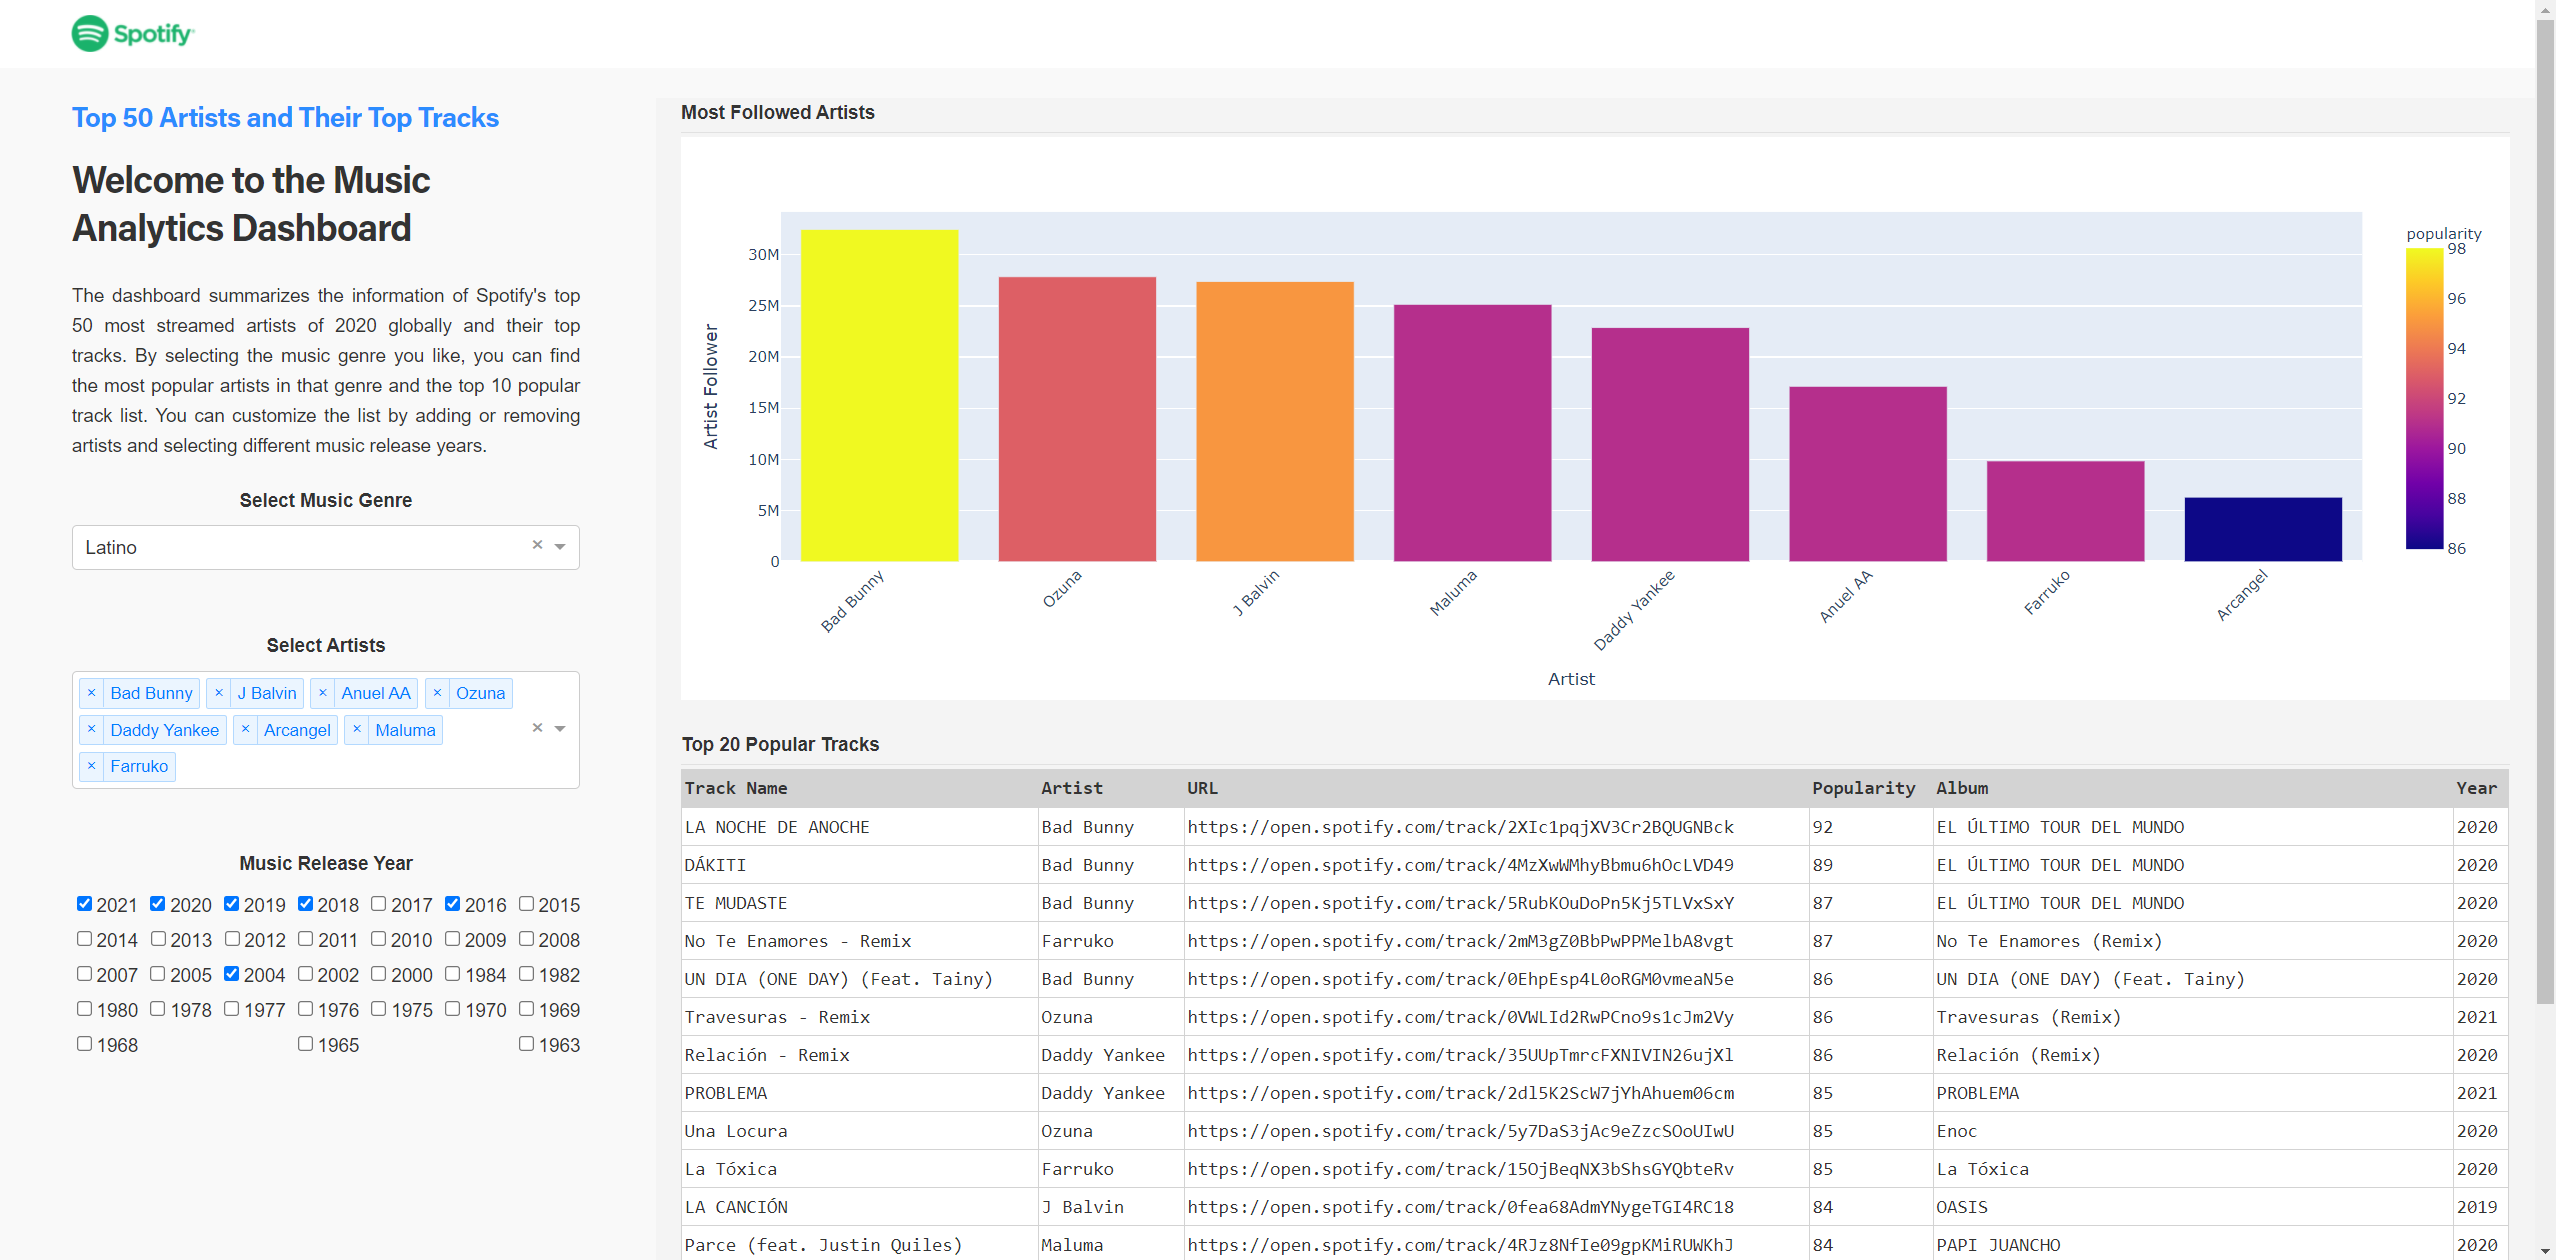 Spotify
Top 50 Artists and Their Top Tracks
Welcome to the Music
Analytics Dashboard
The dashboard summarizes the information of Spotify's top
50 most streamed artists of 2020 globally and their top
tracks. By selecting the music genre you like, you can find
the most popular artists in that genre and the top 10 popular
track list. You can customize the list by adding or removing
artists and selecting different music release years.
Select Music Genre
Latino
Select Artists
× Bad Bunny × J Balvin × Anuel AA × Ozuna
× Daddy Yankee × Arcangel × Maluma
× Farruko
Music Release Year
2021 2020 2019 2018 2017 2016 2015
2014 2013 2012 2011 2010 2009 2008
2007 2005 2004 2002 2000 1984 1982
1980 1978 1977 1976 1975 1970 1969
1968 1965 1963
Most Followed Artists
Artist Follower
30M
25M
20M
15M
10M
5M
0
Bad Bunny
Ozuna
J Balvin
Maluma
Daddy Yankee
Anuel AA
Farruko
Arcangel
Artist
popularity
98
96
94
92
90
88
86
Top 20 Popular Tracks
Track Name Artist URL Popularity Album Year
LA NOCHE DE ANOCHE Bad Bunny https://open.spotify.com/track/2XIc1pqjXV3Cr2BQUGNBck 92 EL ÚLTIMO TOUR DEL MUNDO 2020
DÁKITI Bad Bunny https://open.spotify.com/track/4MzXwWMhyBbmu6hOcLVD49 89 EL ÚLTIMO TOUR DEL MUNDO 2020
TE MUDASTE Bad Bunny https://open.spotify.com/track/5RubKOuDoPn5Kj5TLVxSxY 87 EL ÚLTIMO TOUR DEL MUNDO 2020
No Te Enamores - Remix Farruko https://open.spotify.com/track/2mM3gZ0BbPwPPMelbA8vgt 87 No Te Enamores (Remix) 2020
UN DIA (ONE DAY) (Feat. Tainy) Bad Bunny https://open.spotify.com/track/0EhpEsp4L0oRGM0vmeaN5e 86 UN DIA (ONE DAY) (Feat. Tainy) 2020
Travesuras - Remix Ozuna https://open.spotify.com/track/0VWLId2RwPCno9s1cJm2Vy 86 Travesuras (Remix) 2021
Relación - Remix Daddy Yankee https://open.spotify.com/track/35UUpTmrcFXNIVIN26ujXl 86 Relación (Remix) 2020
PROBLEMA Daddy Yankee https://open.spotify.com/track/2dl5K2ScW7jYhAhuem06cm 85 PROBLEMA 2021
Una Locura Ozuna https://open.spotify.com/track/5y7DaS3jAc9eZzcSOoUIwU 85 Enoc 2020
La Tóxica Farruko https://open.spotify.com/track/15OjBeqNX3bShsGYQbteRv 85 La Tóxica 2020
LA CANCIÓN J Balvin https://open.spotify.com/track/0fea68AdmYNygeTGI4RC18 84 OASIS 2019
Parce (feat. Justin Quiles) Maluma https://open.spotify.com/track/4RJz8NfIe09gpKMiRUWKhJ 84 PAPI JUANCHO 2020